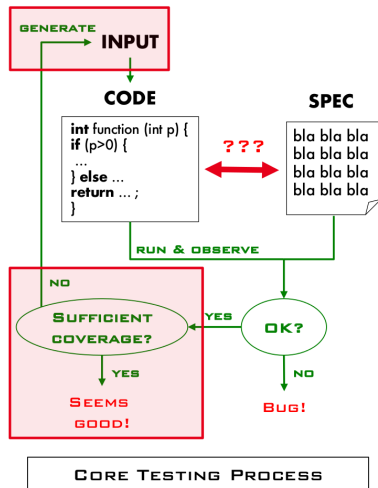 GENERATE
INPUT
CODE
SPEC
int function (int p) {
if (p>0) {
...
} else ...
return ... ;
}
???
bla bla bla
bla bla bla
bla bla bla
bla bla bla
RUN & OBSERVE
NO
SUFFICIENT
COVERAGE?
YES
OK?
YES
NO
SEEMS
GOOD!
BUG!
CORE TESTING PROCESS